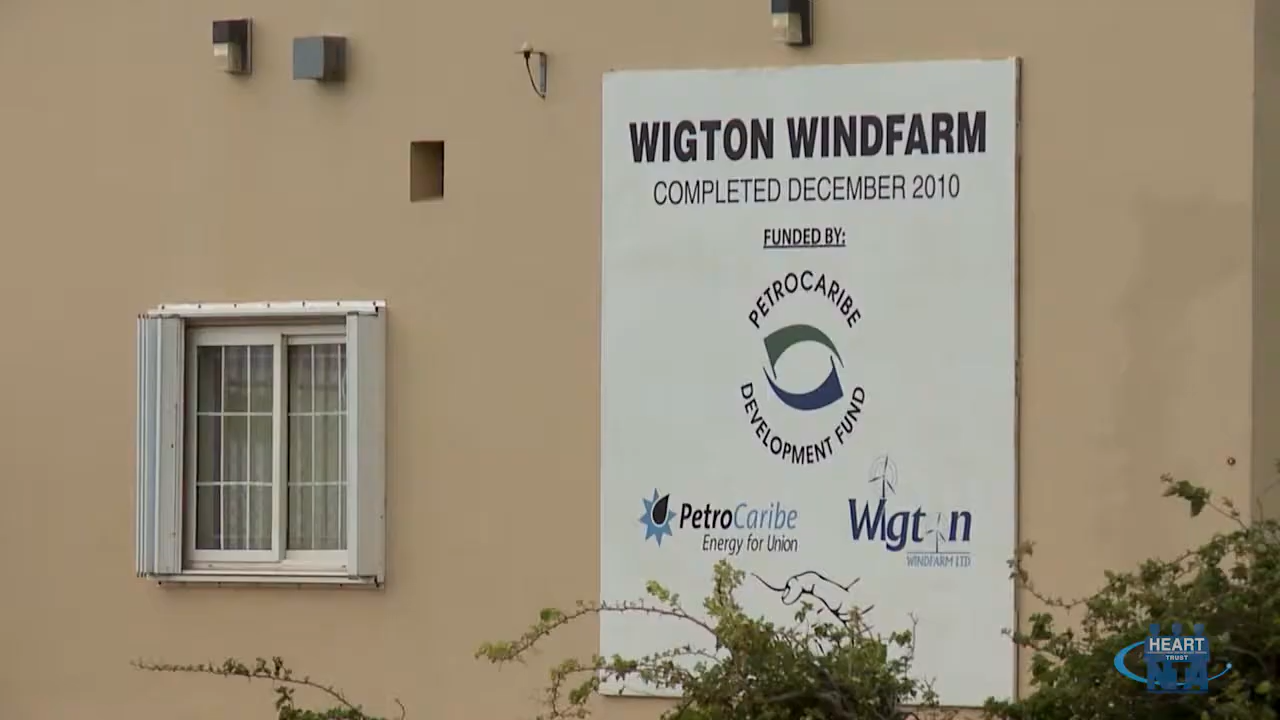 WIGTON WINDFARM
COMPLETED DECEMBER 2010
FUNDED BY:
PETROCARIBE
DEVELOPMENT FUND
PetroCaribe
Energy for Union
Wigton
WINDFARM LTD
HEART
TRUST
NTA